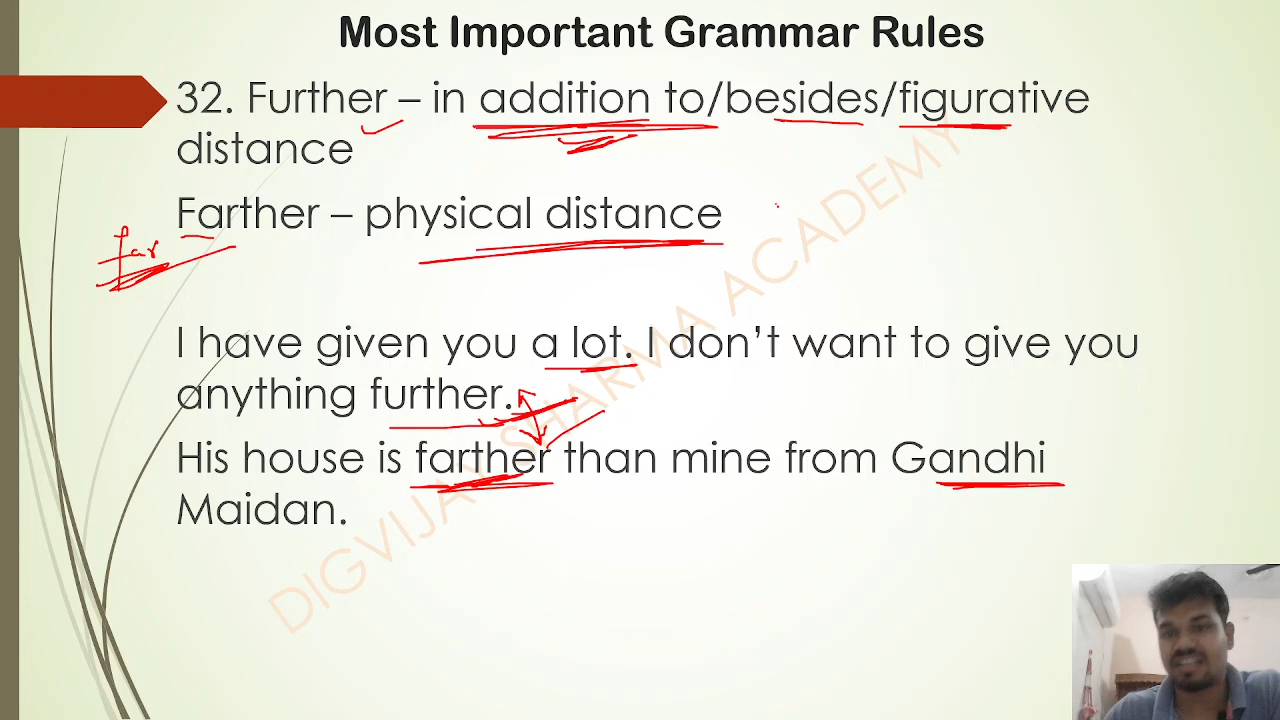 Most Important Grammar Rules
32. Further – in addition to/besides/figurative
distance
Farther – physical distance
far
I have given you a lot. I don’t want to give you
anything further.
His house is farther than mine from Gandhi
Maidan.
DIGVIJAY SHARMA ACADEMY